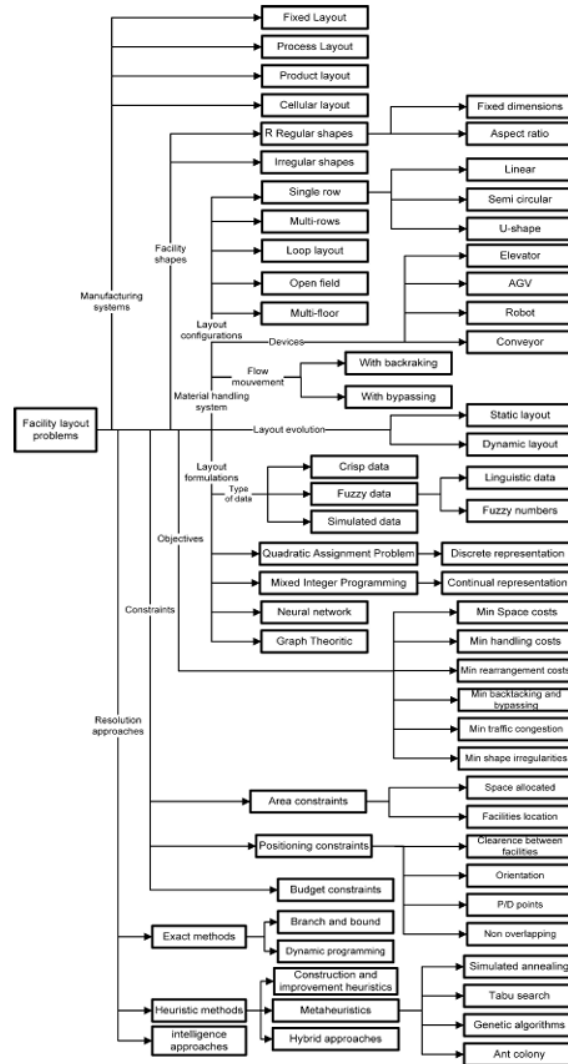 Fixed Layout
Process Layout
Product layout
Cellular layout
R Regular shapes
Fixed dimensions
Aspect ratio
Irregular shapes
Single row
Linear
Semi circular
U-shape
Multi-rows
Loop layout
Open field
Multi-floor
Facility
shapes
Manufacturing
systems
Layout
configurations
Devices
Elevator
AGV
Robot
Conveyor
Flow
mouvement
With backraking
With bypassing
Material handling
system
Facility layout
problems
Layout evolution
Static layout
Dynamic layout
Layout
formulations
Type
of data
Crisp data
Fuzzy data
Simulated data
Linguistic data
Fuzzy numbers
Objectives
Quadratic Assignment Problem
Discrete representation
Mixed Integer Programming
Continual representation
Neural network
Graph Theoritic
Constraints
Min Space costs
Min handling costs
Min rearrangement costs
Min backtacking and
bypassing
Min traffic congestion
Min shape irregularities
Resolution
approaches
Area constraints
Space allocated
Facilities location
Positioning constraints
Clearence between
facilities
Orientation
P/D points
Non overlapping
Budget constraints
Exact methods
Branch and bound
Dynamic programming
Heuristic methods
Construction and
improvement heuristics
Metaheuristics
Hybrid approaches
Simulated annealing
Tabu search
Genetic algorithms
Ant colony
intelligence
approaches